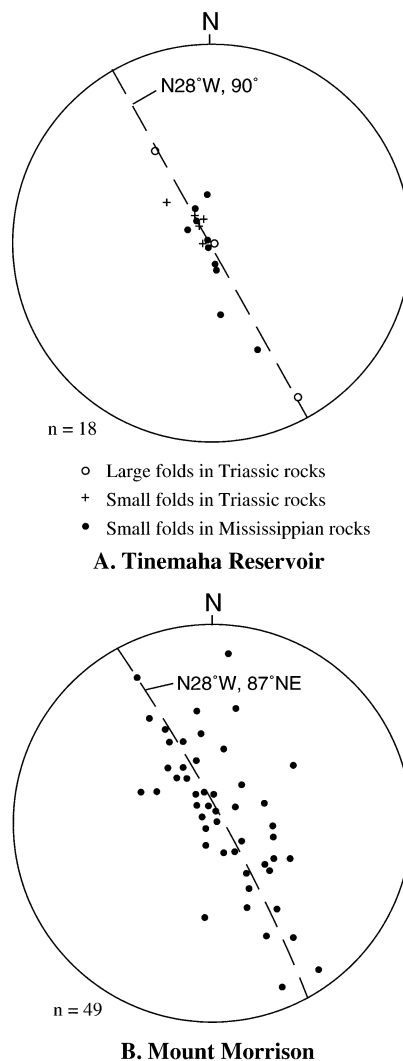 N
N28°W, 90°
n = 18
Large folds in Triassic rocks
Small folds in Triassic rocks
Small folds in Mississippian rocks
A. Tinemaha Reservoir
N
N28°W, 87°NE
n = 49
B. Mount Morrison